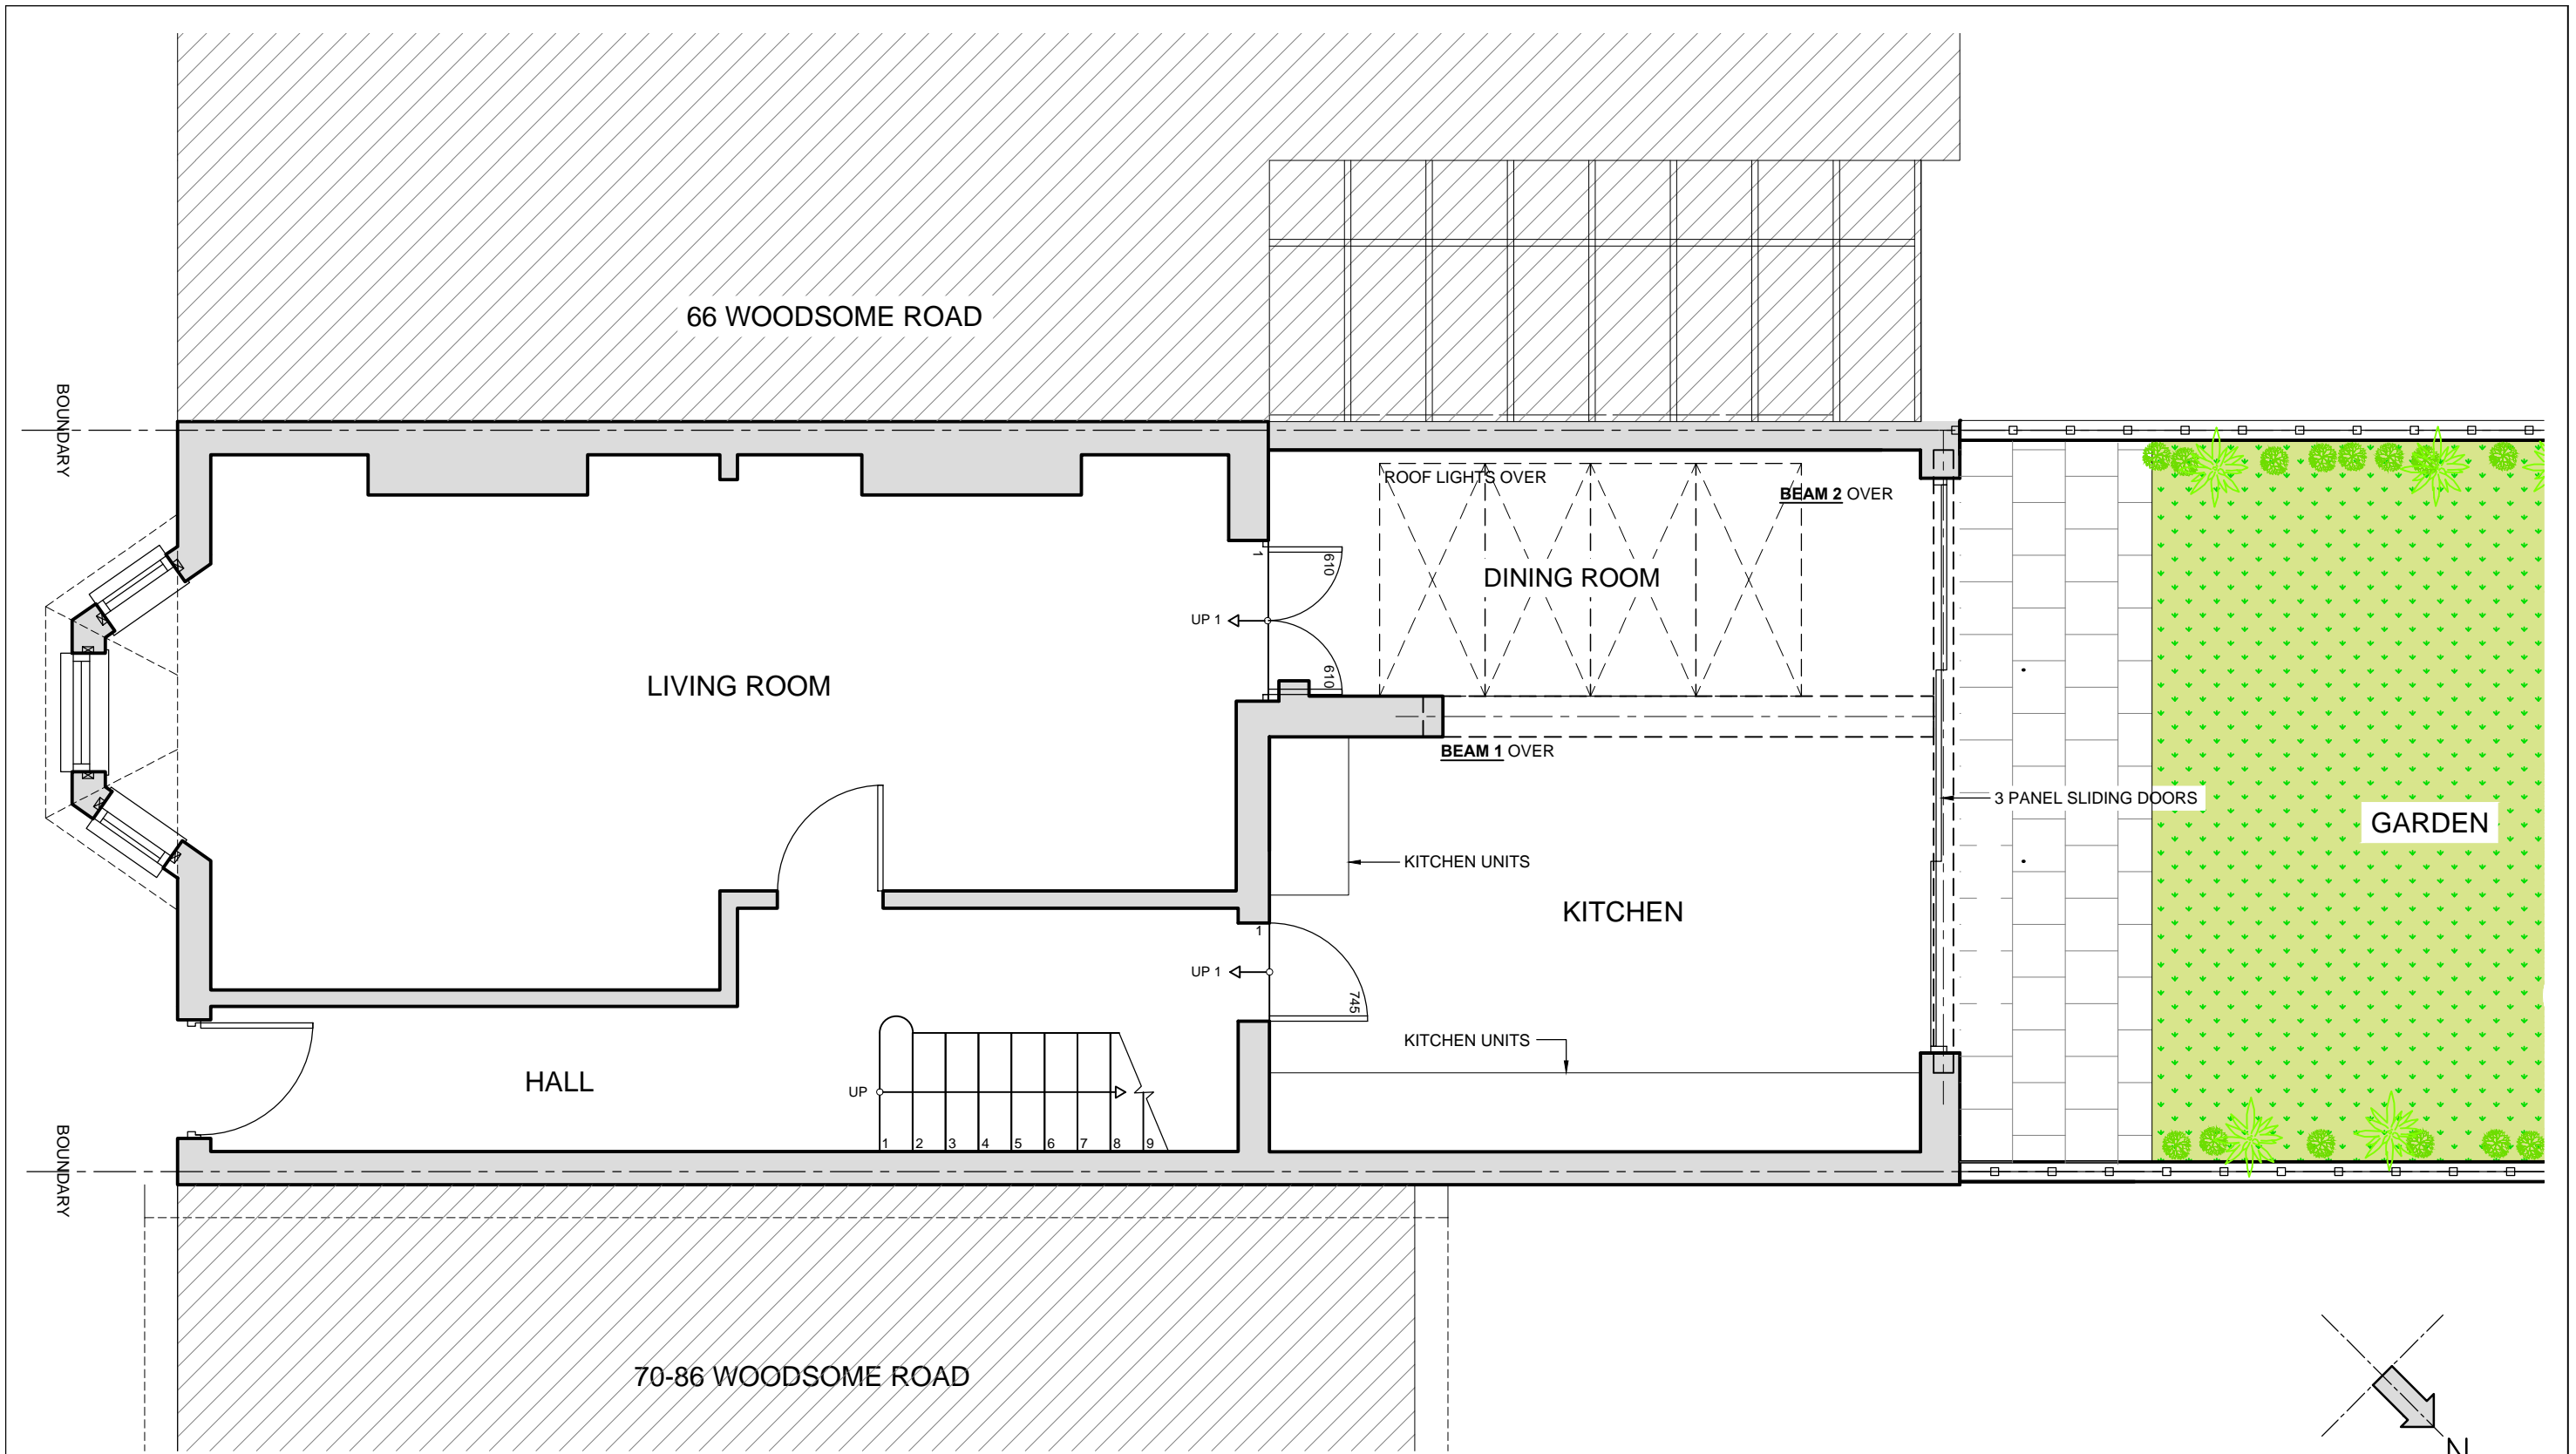 66 WOODSOME ROAD
BOUNDARY
ROOF LIGHTS OVER
BEAM 2 OVER
1
610
DINING ROOM
UP 1
610
LIVING ROOM
BEAM 1 OVER
3 PANEL SLIDING DOORS
GARDEN
KITCHEN UNITS
KITCHEN
1
UP 1
745
KITCHEN UNITS
HALL
UP
1 2 3 4 5 6 7 8 9
BOUNDARY
70-86 WOODSOME ROAD
N